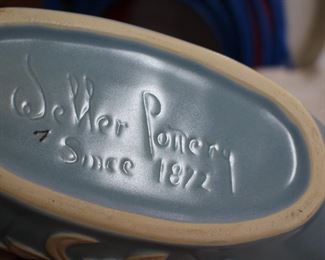 Weller Pottery
Since 1872